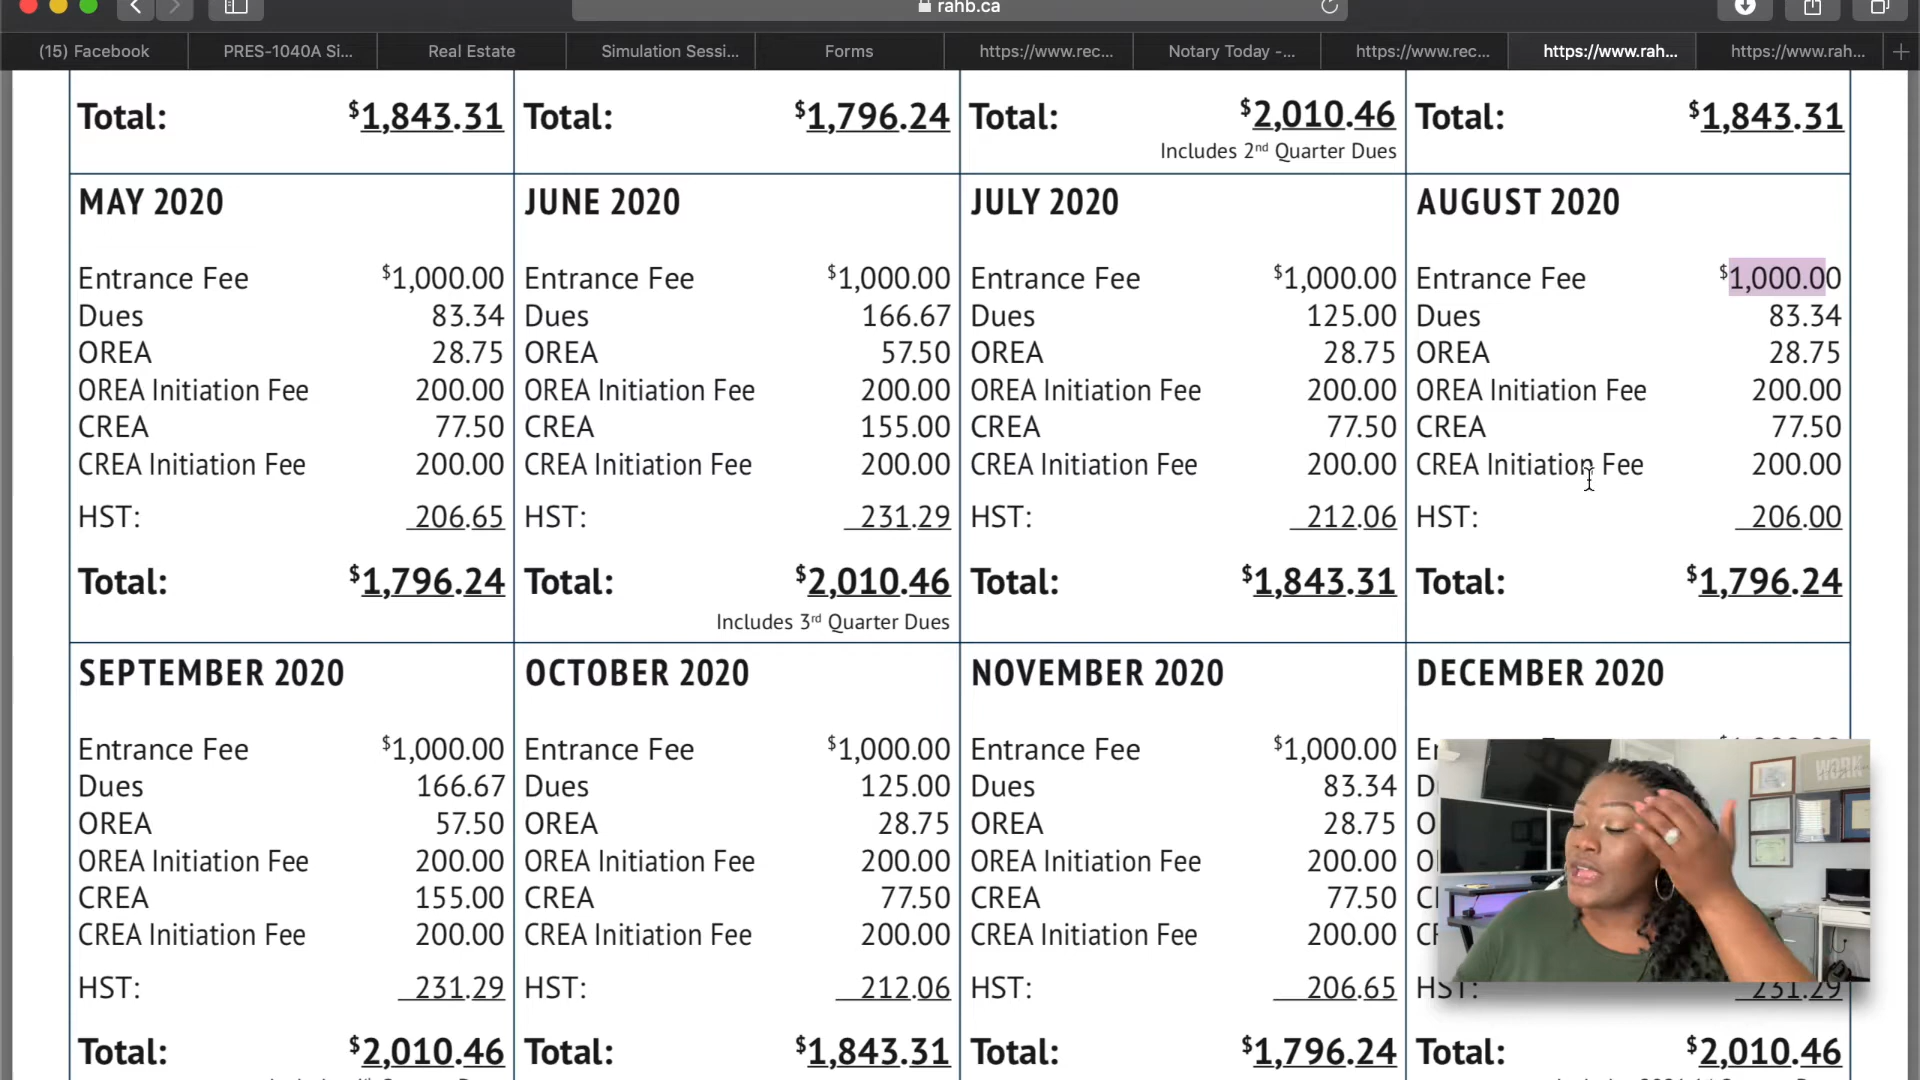 rahb.ca
(15) Facebook
PRES-1040A Si...
Real Estate
Simulation Sessi...
Forms
https://www.rec...
Notary Today -...
https://www.rec...
https://www.rah...
https://www.rah...
Total: $1,843.31
Total: $1,796.24
Total: $2,010.46
Includes 2nd Quarter Dues
Total: $1,843.31
MAY 2020
Entrance Fee $1,000.00
Dues 83.34
OREA 28.75
OREA Initiation Fee 200.00
CREA 77.50
CREA Initiation Fee 200.00
HST: 206.65
Total: $1,796.24
JUNE 2020
Entrance Fee $1,000.00
Dues 166.67
OREA 57.50
OREA Initiation Fee 200.00
CREA 155.00
CREA Initiation Fee 200.00
HST: 231.29
Total: $2,010.46
Includes 3rd Quarter Dues
JULY 2020
Entrance Fee $1,000.00
Dues 125.00
OREA 28.75
OREA Initiation Fee 200.00
CREA 77.50
CREA Initiation Fee 200.00
HST: 212.06
Total: $1,843.31
AUGUST 2020
Entrance Fee $1,000.00
Dues 83.34
OREA 28.75
OREA Initiation Fee 200.00
CREA 77.50
CREA Initiation Fee 200.00
HST: 206.00
Total: $1,796.24
SEPTEMBER 2020
Entrance Fee $1,000.00
Dues 166.67
OREA 57.50
OREA Initiation Fee 200.00
CREA 155.00
CREA Initiation Fee 200.00
HST: 231.29
Total: $2,010.46
OCTOBER 2020
Entrance Fee $1,000.00
Dues 125.00
OREA 28.75
OREA Initiation Fee 200.00
CREA 77.50
CREA Initiation Fee 200.00
HST: 212.06
Total: $1,843.31
NOVEMBER 2020
Entrance Fee $1,000.00
Dues 83.34
OREA 28.75
OREA Initiation Fee 200.00
CREA 77.50
CREA Initiation Fee 200.00
HST: 206.65
Total: $1,796.24
DECEMBER 2020
HST: 231.29
Total: $2,010.46
WORK